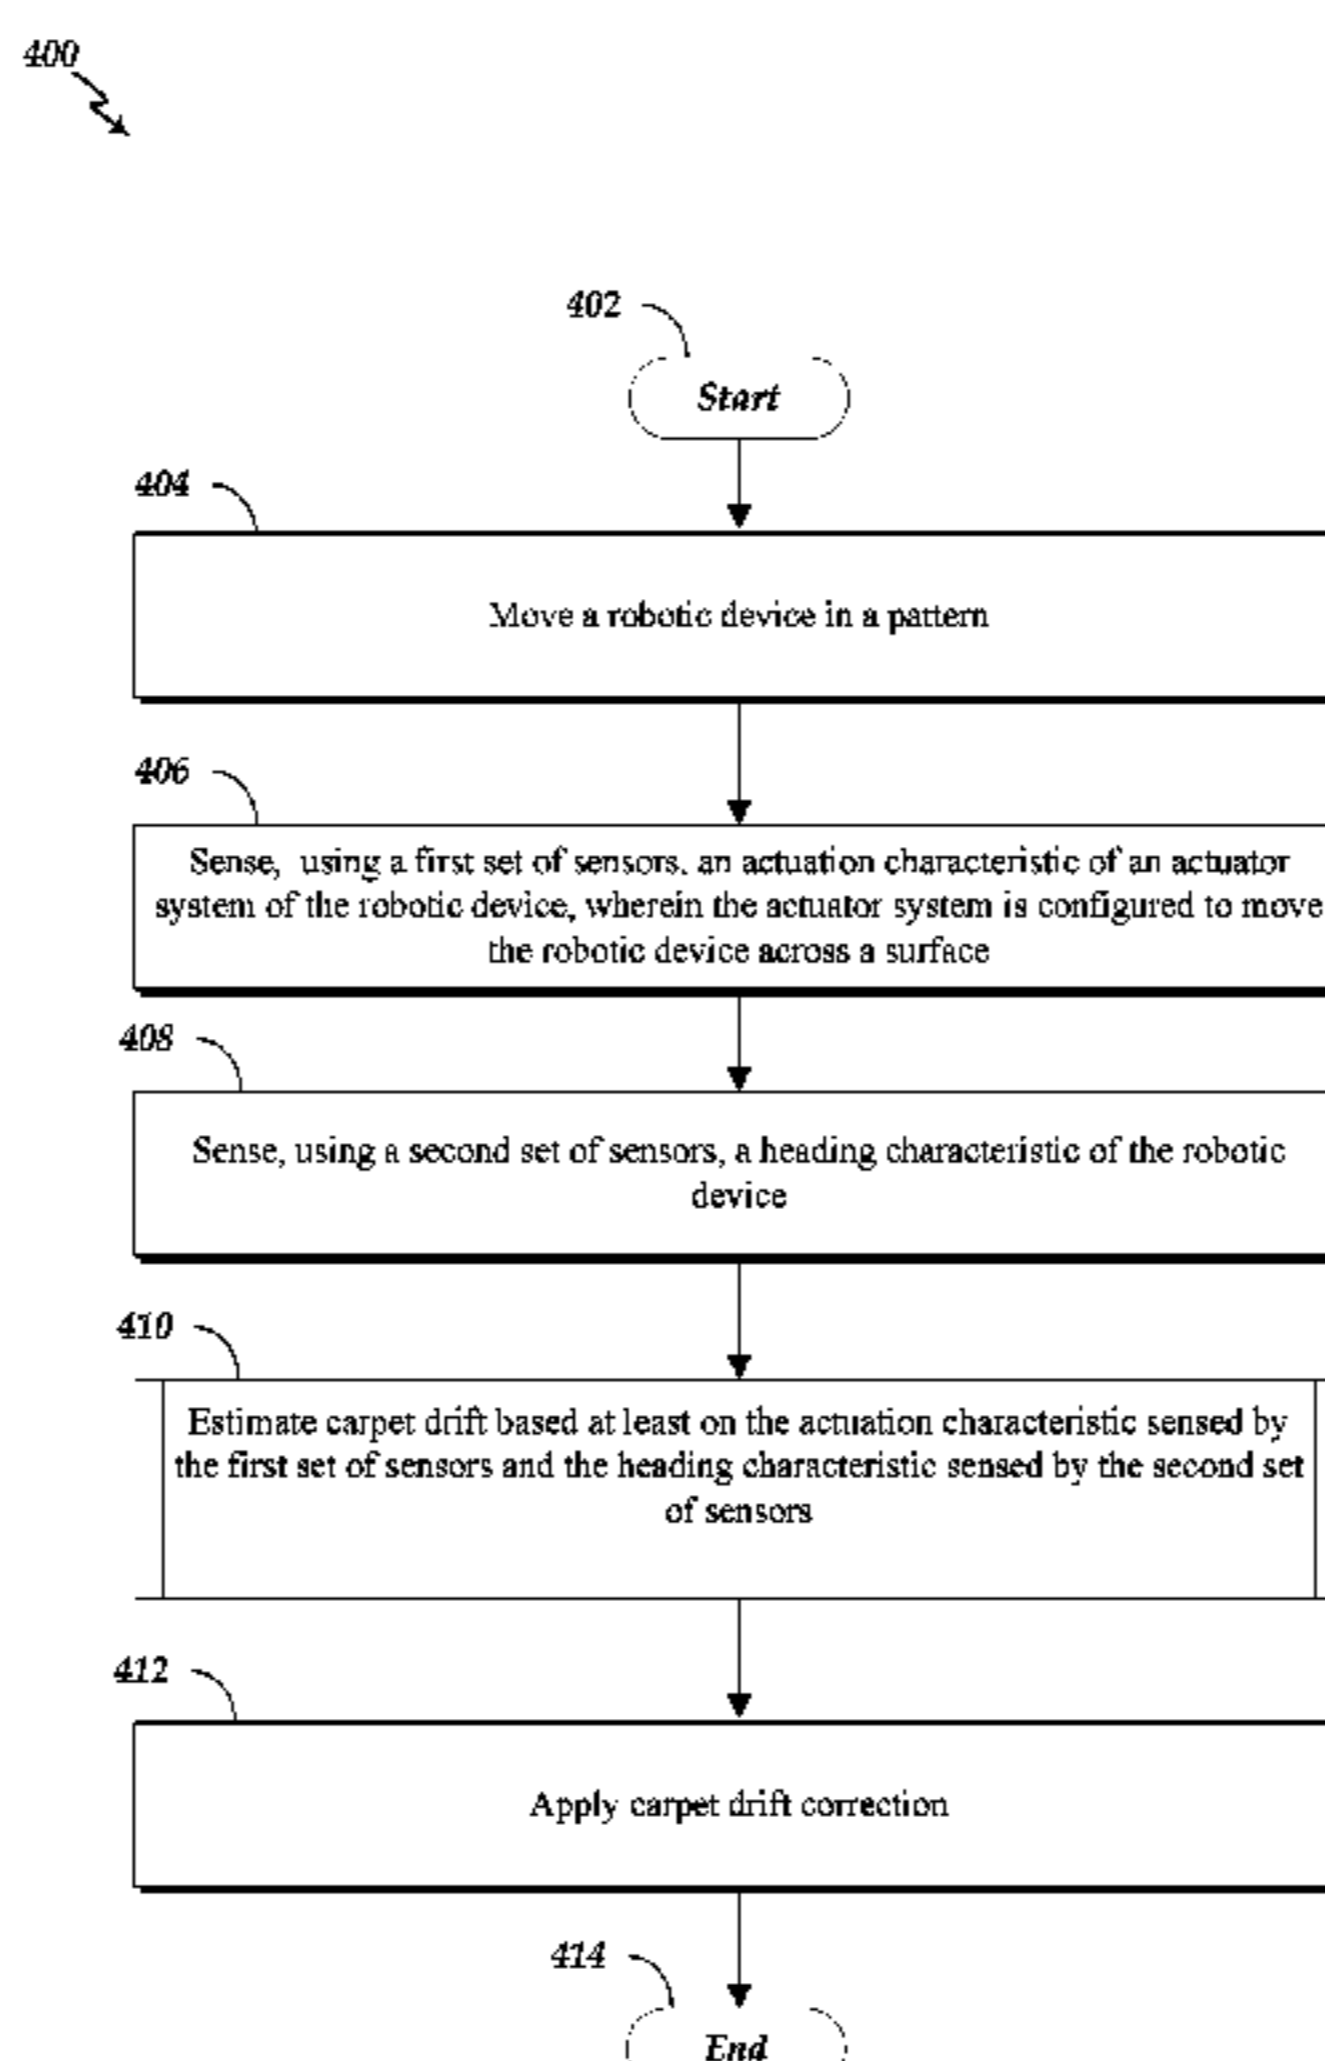 400
402
Start
404
Move a robotic device in a pattern
406
Sense, using a first set of sensors, an actuation characteristic of an actuator
system of the robotic device, wherein the actuator system is configured to move
the robotic device across a surface
408
Sense, using a second set of sensors, a heading characteristic of the robotic
device
410
Estimate carpet drift based at least on the actuation characteristic sensed by
the first set of sensors and the heading characteristic sensed by the second set
of sensors
412
Apply carpet drift correction
414
End